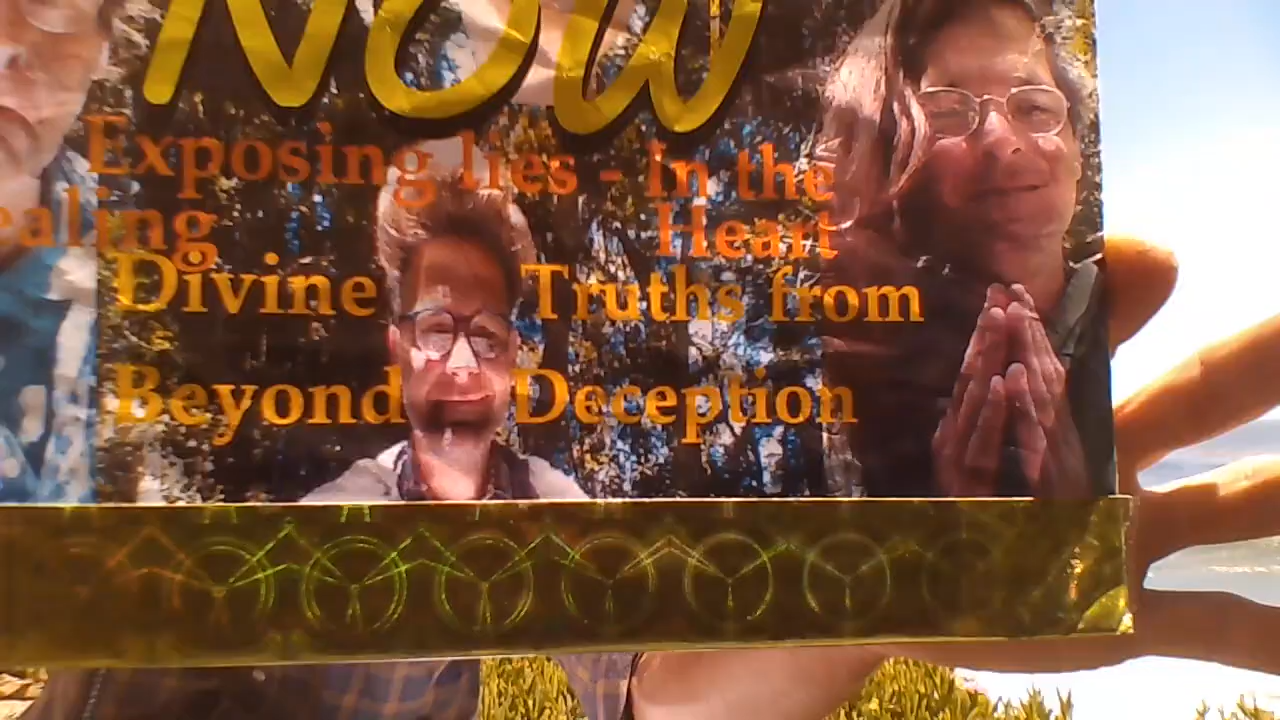 NOW
Exposing lies - In the
ealing Heart
Divine Truths from
Beyond Deception